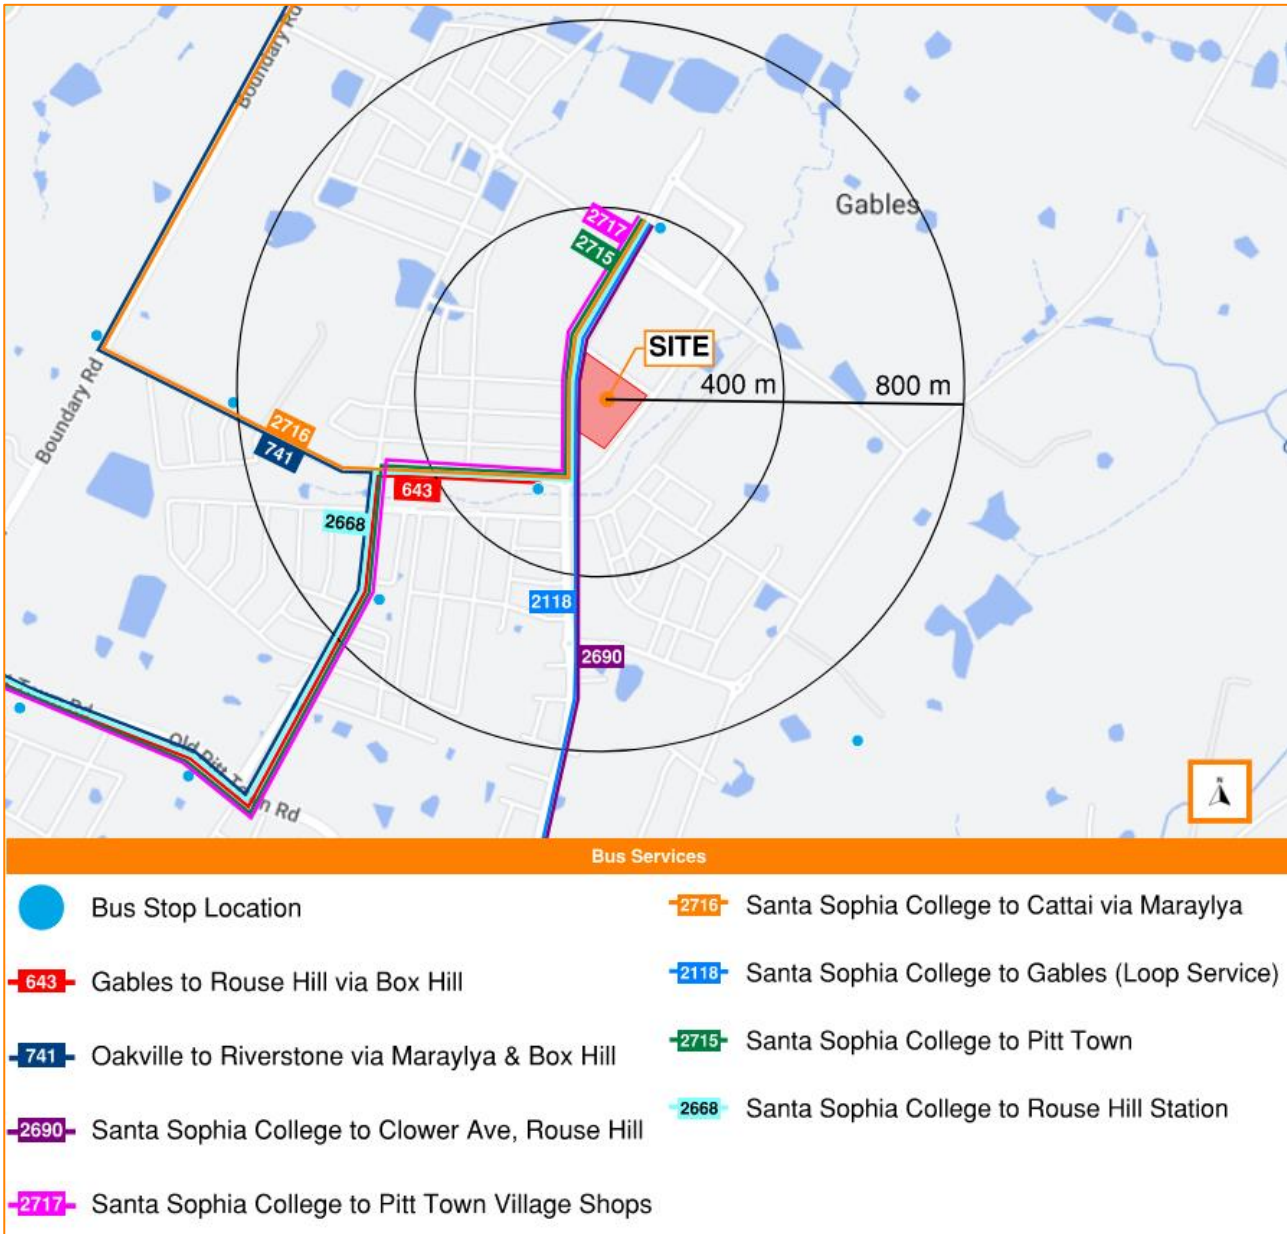 Boundary Rd
Gables
2717
2715
SITE
400 m
800 m
Boundary Rd
2716
741
643
2668
2118
2690
Town Rd
Old Pitt Town Rd
N
Bus Services
Bus Stop Location
643 Gables to Rouse Hill via Box Hill
741 Oakville to Riverstone via Maraylya & Box Hill
2690 Santa Sophia College to Clower Ave, Rouse Hill
2717 Santa Sophia College to Pitt Town Village Shops
2716 Santa Sophia College to Cattai via Maraylya
2118 Santa Sophia College to Gables (Loop Service)
2715 Santa Sophia College to Pitt Town
2668 Santa Sophia College to Rouse Hill Station